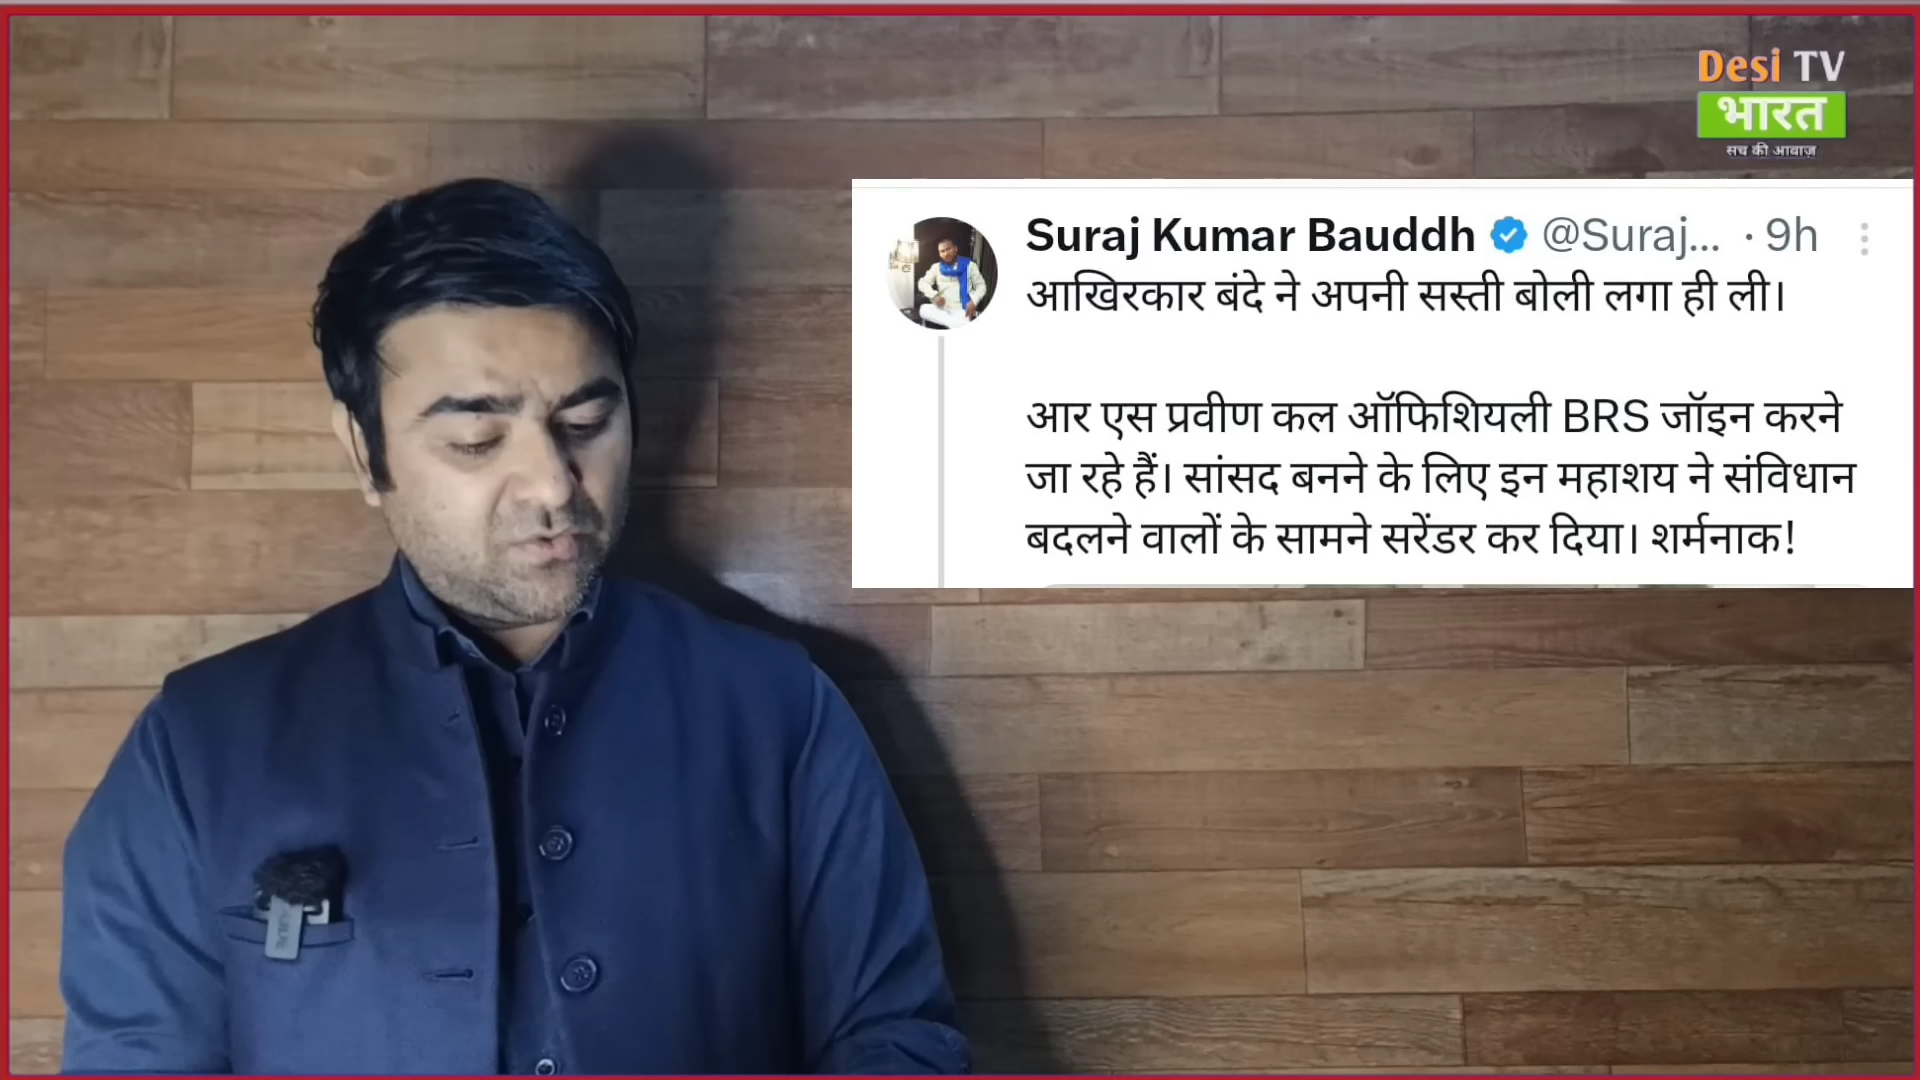 Desi TV
भारत
सच की आवाज़
Suraj Kumar Bauddh @Suraj... · 9h
आखिरकार बंदे ने अपनी सस्ती बोली लगा ही ली।
आर एस प्रवीण कल ऑफिशियली BRS जॉइन करने
जा रहे हैं। सांसद बनने के लिए इन महाशय ने संविधान
बदलने वालों के सामने सरेंडर कर दिया। शर्मनाक!